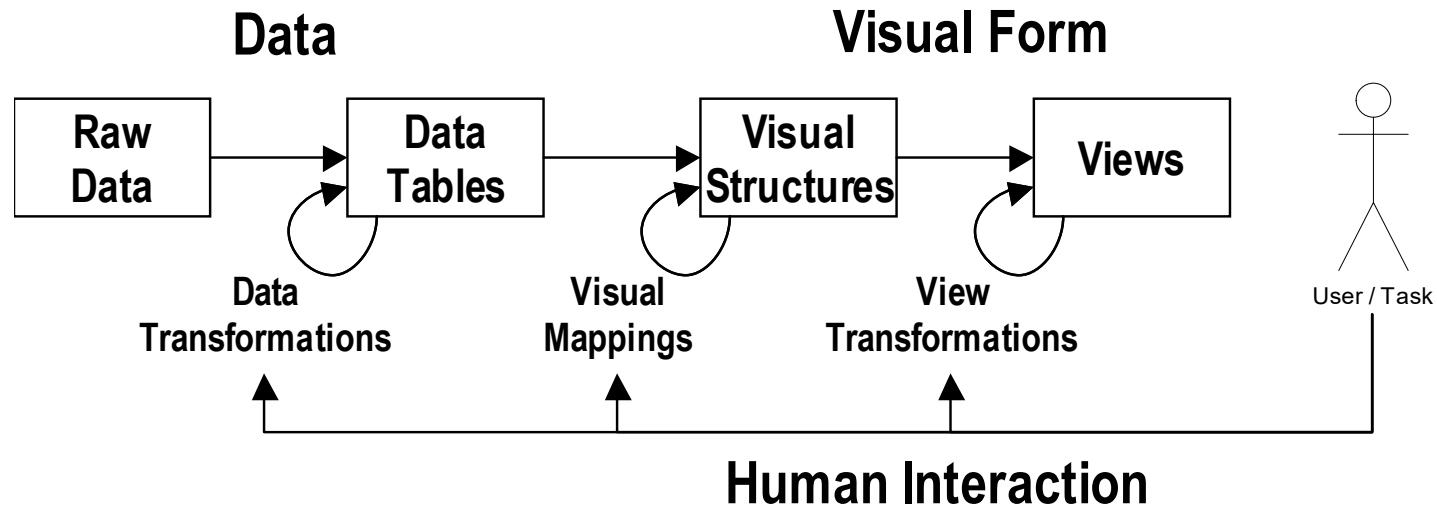 Data
Visual Form
Raw
Data
Data
Tables
Visual
Structures
Views
User / Task
Data
Transformations
Visual
Mappings
View
Transformations
Human Interaction